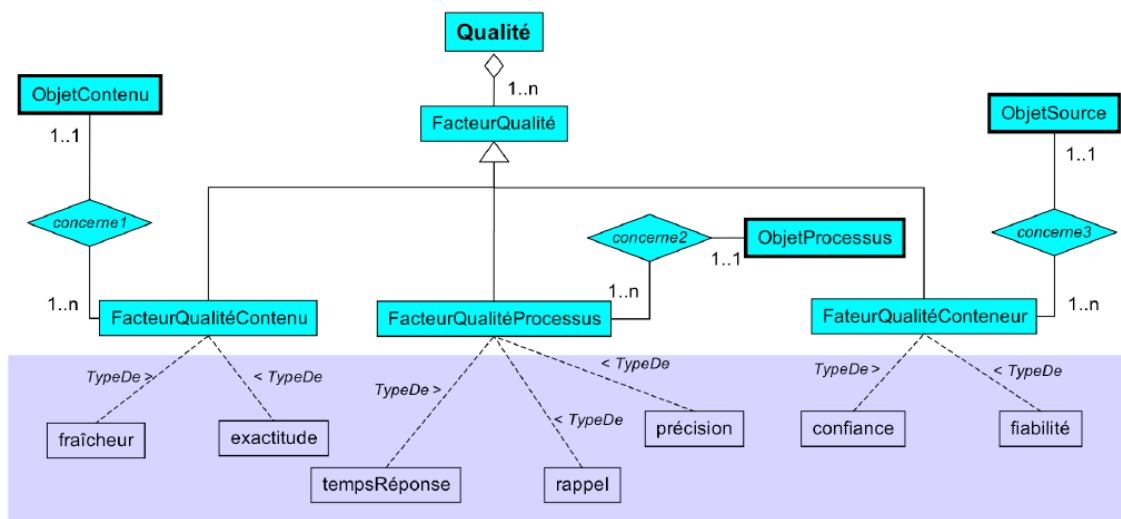 Qualité
1..n
ObjetContenu
FacteurQualité
ObjetSource
1..1
1..1
concerne1
concerne2
ObjetProcessus
concerne3
1..1
1..n
1..n
1..n
FacteurQualitéContenu
FacteurQualitéProcessus
FateurQualitéConteneur
TypeDe >
< TypeDe
TypeDe >
< TypeDe
< TypeDe
TypeDe >
< TypeDe
fraîcheur
exactitude
précision
confiance
fiabilité
tempsRéponse
rappel